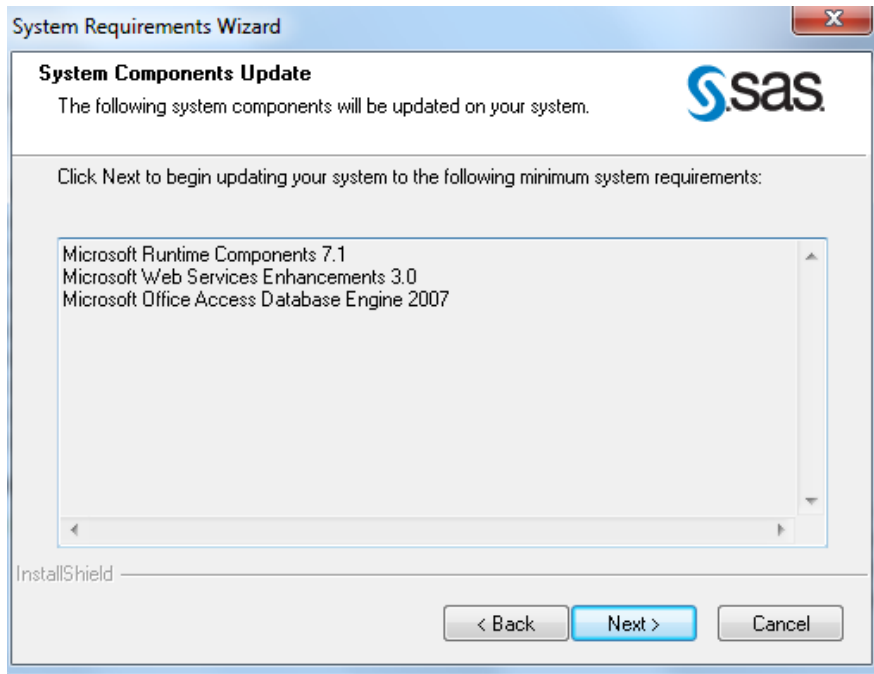 System Requirements Wizard
System Components Update
The following system components will be updated on your system.
sas
Click Next to begin updating your system to the following minimum system requirements:
Microsoft Runtime Components 7.1
Microsoft Web Services Enhancements 3.0
Microsoft Office Access Database Engine 2007
InstallShield
< Back
Next >
Cancel